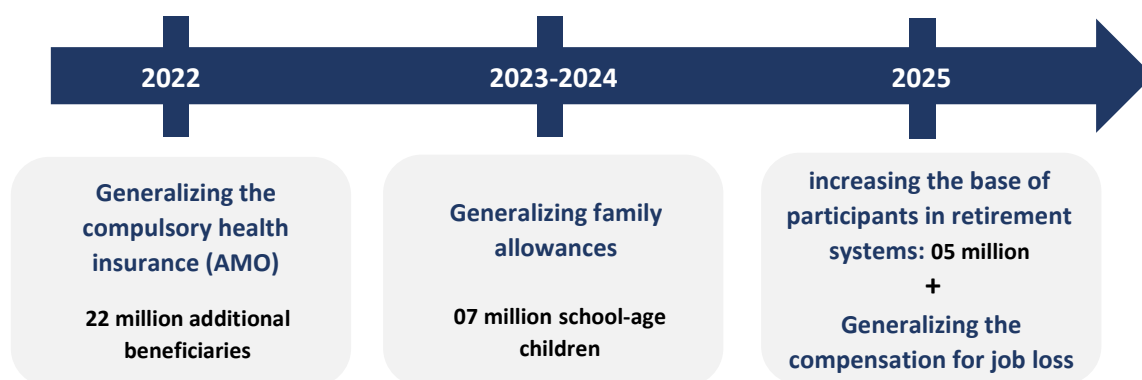 2022
2023-2024
2025
Generalizing the
compulsory health
insurance (AMO)
22 million additional
beneficiaries
Generalizing family
allowances
07 million school-age
children
increasing the base of
participants in retirement
systems: 05 million
+
Generalizing the
compensation for job loss